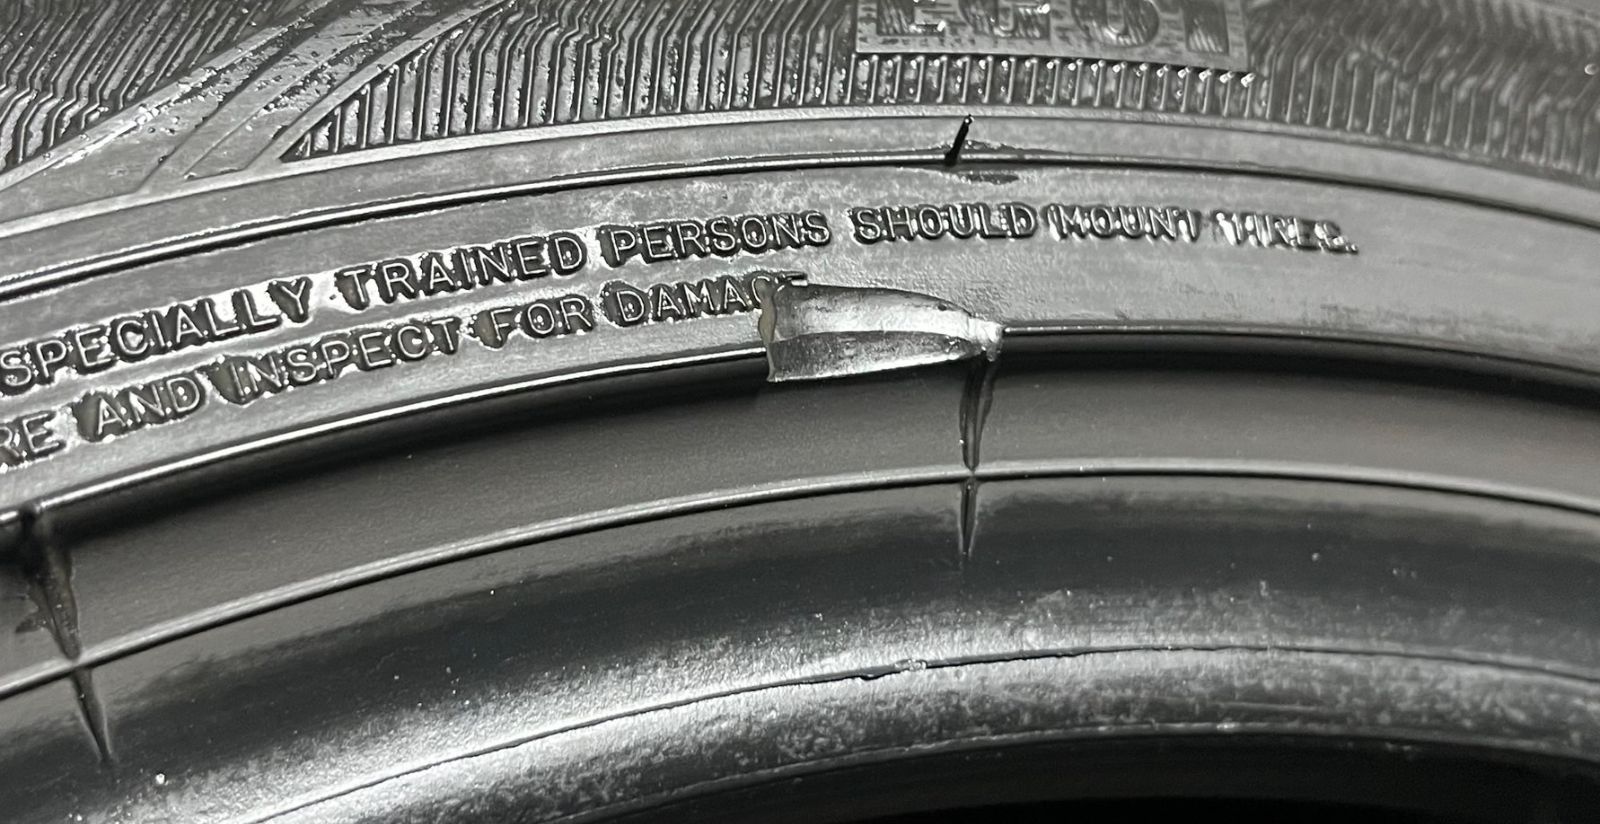 SPECIALLY TRAINED PERSONS SHOULD MOUNT TIRES.
RE AND INSPECT FOR DAMAGE